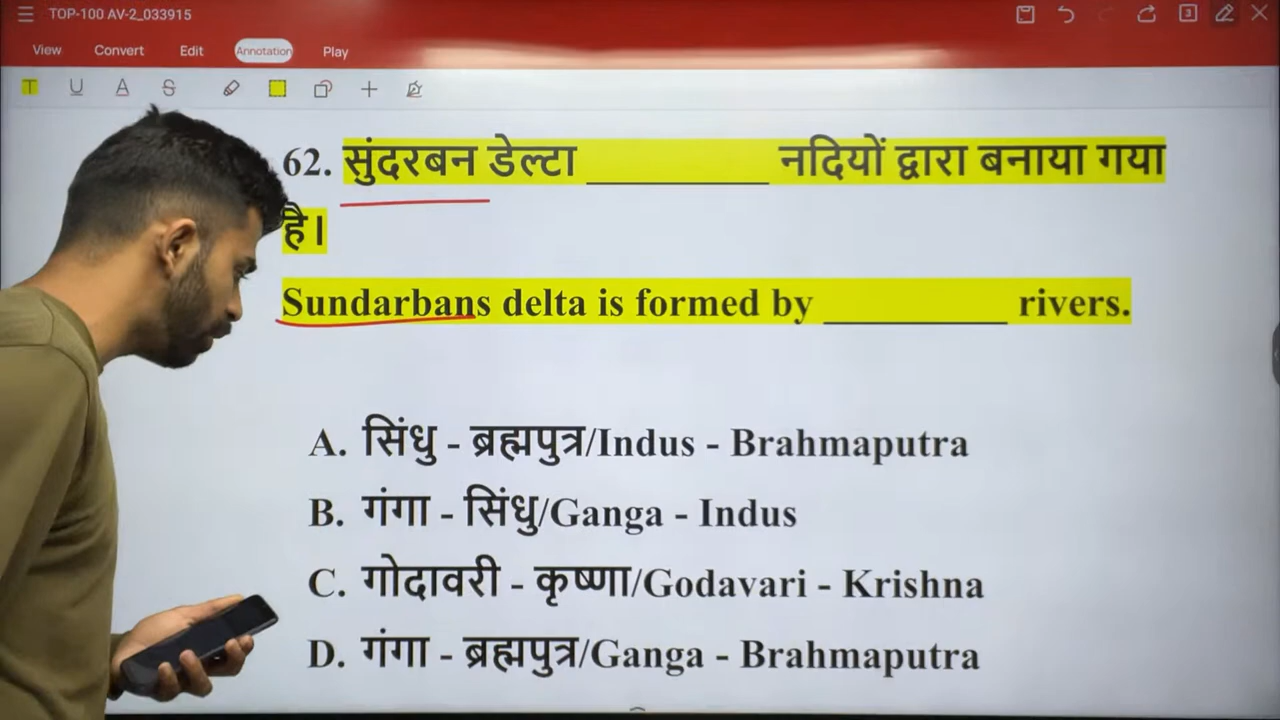 TOP-100 AV-2_033915
3
View Convert Edit Annotation Play
T U A S
62. सुंदरबन डेल्टा __________ नदियों द्वारा बनाया गया
है।
Sundarbans delta is formed by __________ rivers.
A. सिंधु - ब्रह्मपुत्र/Indus - Brahmaputra
B. गंगा - सिंधु/Ganga - Indus
C. गोदावरी - कृष्णा/Godavari - Krishna
D. गंगा - ब्रह्मपुत्र/Ganga - Brahmaputra